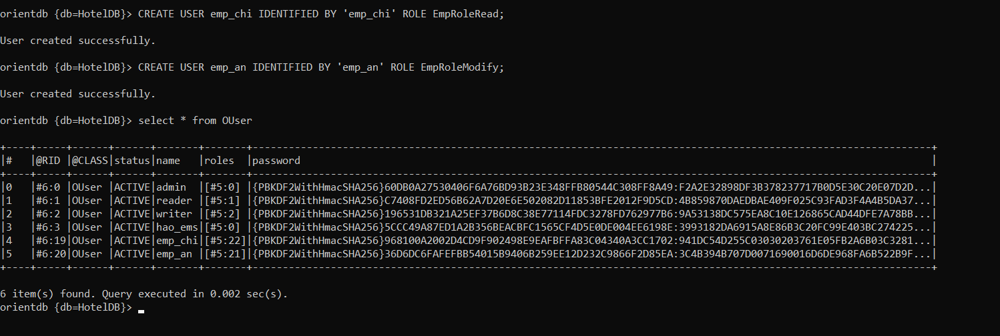 orientdb {db=HotelDB}> CREATE USER emp_chi IDENTIFIED BY 'emp_chi' ROLE EmpRoleRead;
User created successfully.
orientdb {db=HotelDB}> CREATE USER emp_an IDENTIFIED BY 'emp_an' ROLE EmpRoleModify;
User created successfully.
orientdb {db=HotelDB}> select * from OUser
+----+-----+------+------+-------+-------+----------------------------------------------------------------------------------------------------------------+
|#   |@RID |@CLASS|status|name   |roles  |password                                                                                                        |
+----+-----+------+------+-------+-------+----------------------------------------------------------------------------------------------------------------+
|0   |#6:0 |OUser |ACTIVE|admin  |[#5:0] |{PBKDF2WithHmacSHA256}60DB0A27530406F6A76BD93B23E348FFB80544C308FF8A49:F2A2E32898DF3B378237717B0D5E30C20E07D2D...|
|1   |#6:1 |OUser |ACTIVE|reader |[#5:1] |{PBKDF2WithHmacSHA256}C7408FD2ED56B62A7D20E6E502082D11853BFE2012F9D5CD:4B859870DAEDBAE409F025C93FAD3F4A4B5DA37...|
|2   |#6:2 |OUser |ACTIVE|writer |[#5:2] |{PBKDF2WithHmacSHA256}196531DB321A25EF37B6D8C38E77114FDC3278FD762977B6:9A53138DC575EA8C10E126865CAD44DFE7A78BB...|
|3   |#6:3 |OUser |ACTIVE|hao_ems|[#5:0] |{PBKDF2WithHmacSHA256}5CCC49A87ED1A2B356BEACBFC1565CF4D5E0DE004EE6198E:3993182DA6915A8E86B3C20FC99E403BC274225...|
|4   |#6:19|OUser |ACTIVE|emp_chi|[#5:22]|{PBKDF2WithHmacSHA256}968100A2002D4CD9F902498E9EAFBFFA83C04340A3CC1702:941DC54D255C03030203761E05FB2A6B03C3281...|
|5   |#6:20|OUser |ACTIVE|emp_an |[#5:21]|{PBKDF2WithHmacSHA256}36D6DC6FAFEFBB54015B9406B259EE12D232C9866F2D85EA:3C4B394B707D0071690016D6DE968FA6B522B9F...|
+----+-----+------+------+-------+-------+----------------------------------------------------------------------------------------------------------------+
6 item(s) found. Query executed in 0.002 sec(s).
orientdb {db=HotelDB}>